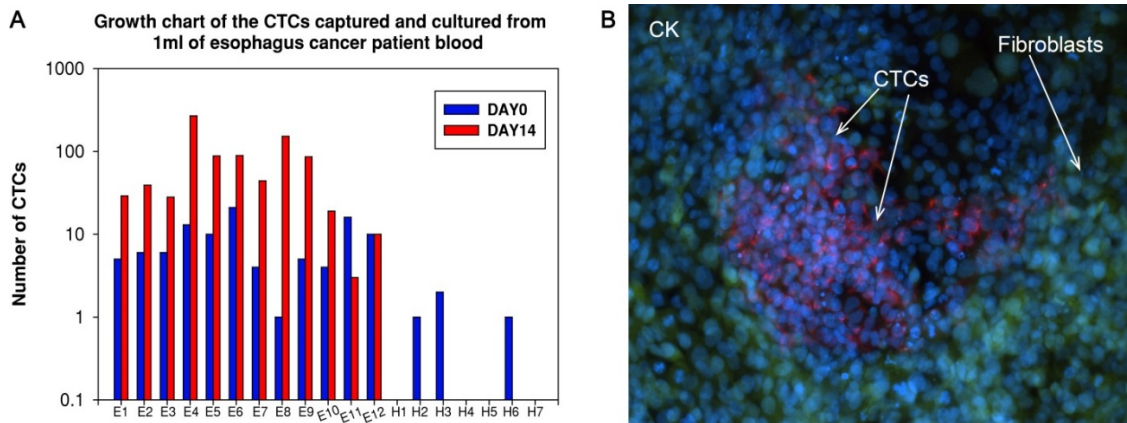 A
Growth chart of the CTCs captured and cultured from
1ml of esophagus cancer patient blood
Number of CTCs
1000
100
10
1
0.1
DAY0
DAY14
E1 E2 E3 E4 E5 E6 E7 E8 E9 E10 E11 E12 H1 H2 H3 H4 H5 H6 H7
B
CK
Fibroblasts
CTCs